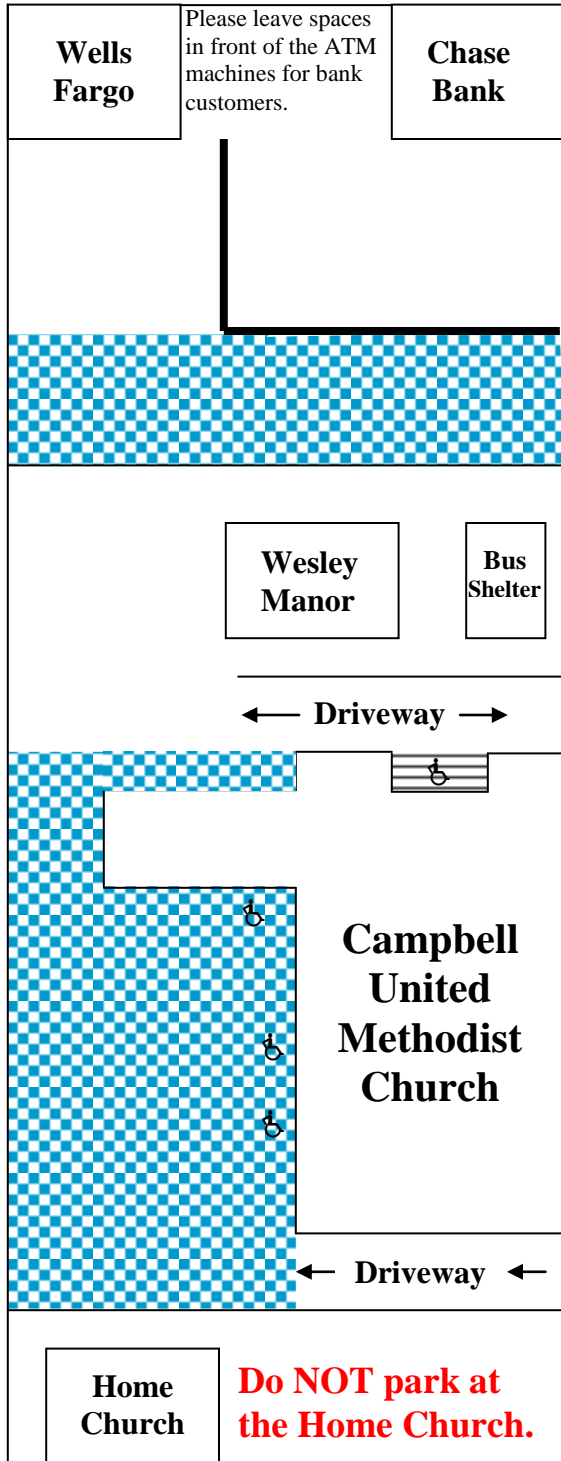 Wells
Fargo
Please leave spaces
in front of the ATM
machines for bank
customers.
Chase
Bank
Wesley
Manor
Bus
Shelter
Driveway
Campbell
United
Methodist
Church
Driveway
Home
Church
Do NOT park at
the Home Church.